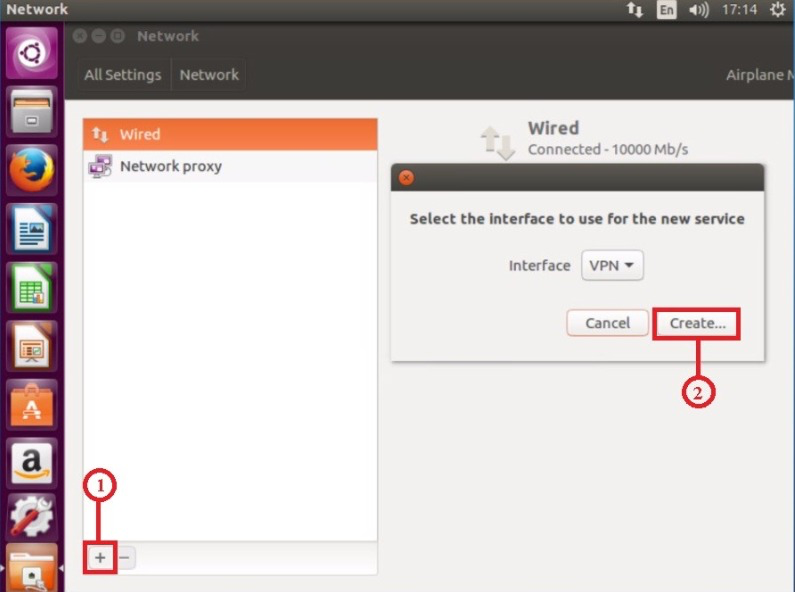 Network
En
17:14
Network
All Settings
Network
Airplane M
Wired
Network proxy
Wired
Connected - 10000 Mb/s
Select the interface to use for the new service
Interface
VPN
Cancel
Create...
2
1
+
−
a